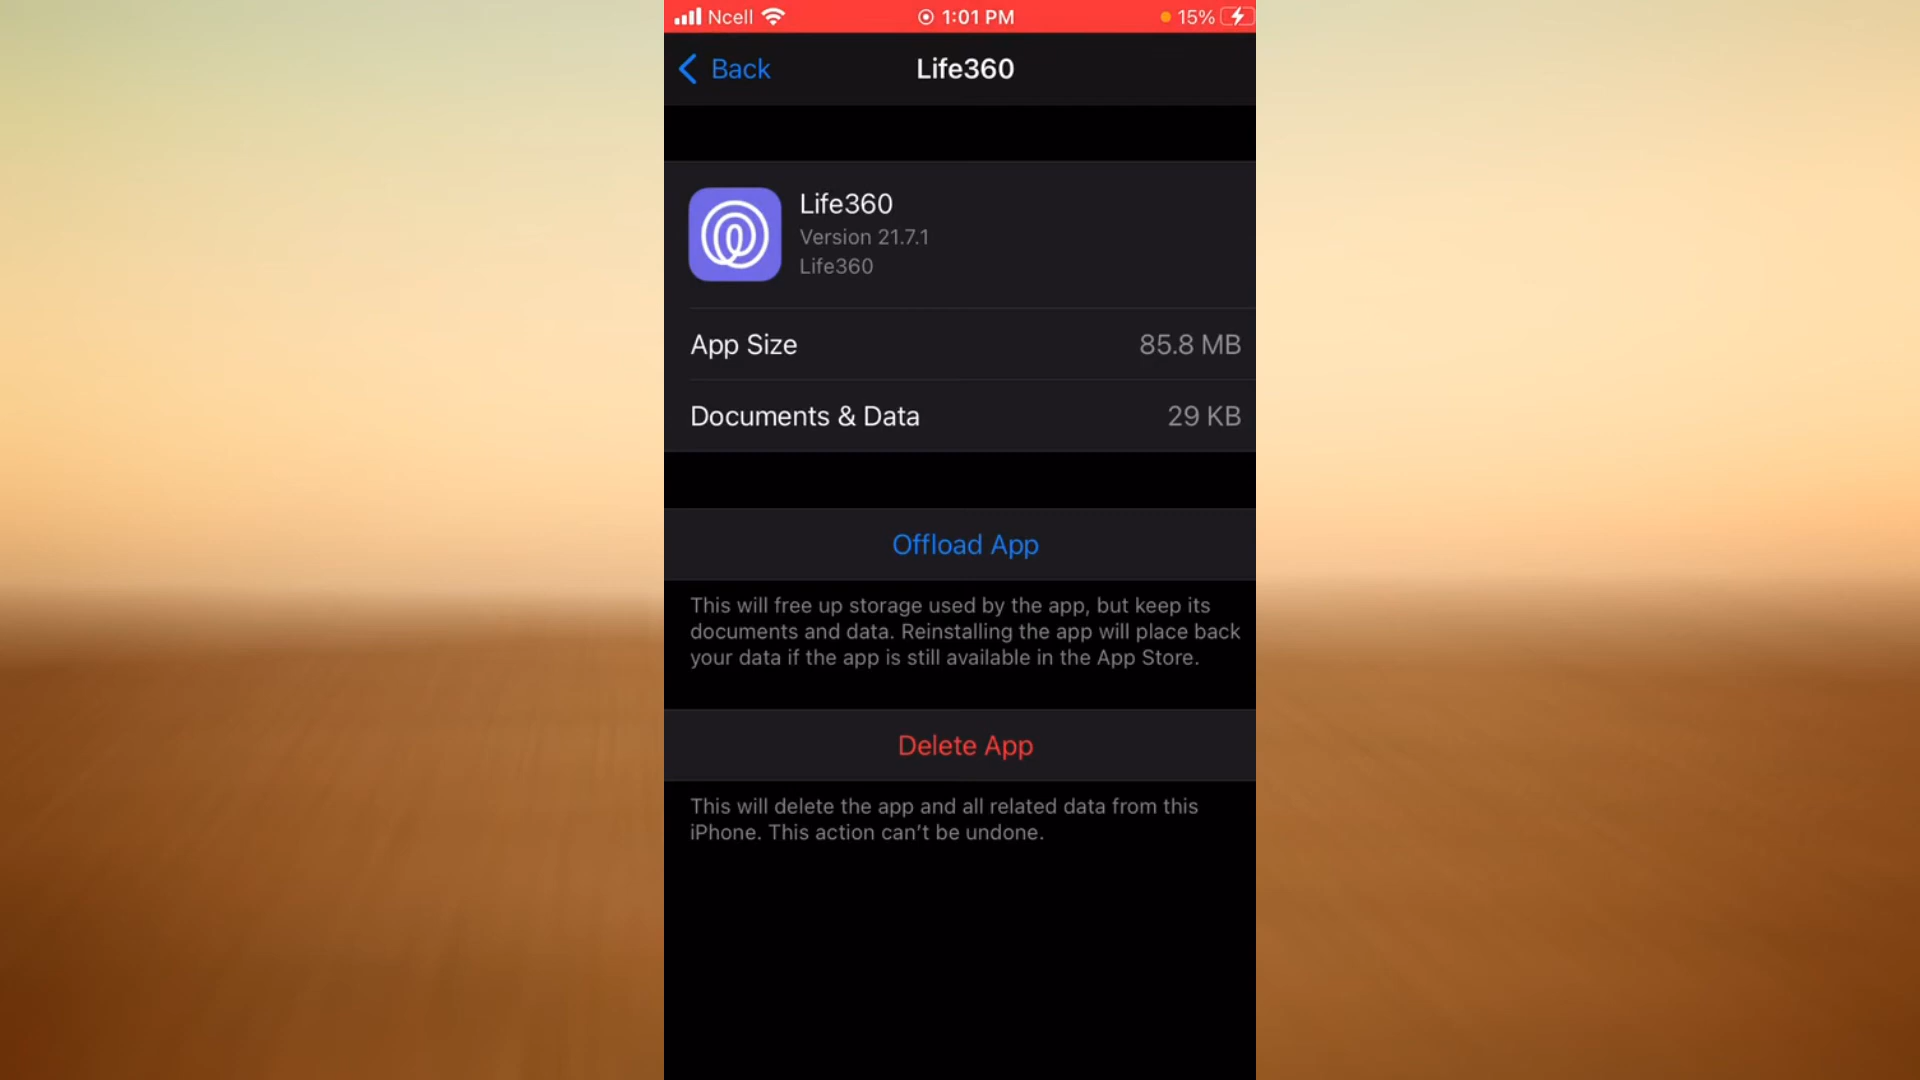 Ncell 1:01 PM 15%
Back Life360
Life360
Version 21.7.1
Life360
App Size 85.8 MB
Documents & Data 29 KB
Offload App
This will free up storage used by the app, but keep its
documents and data. Reinstalling the app will place back
your data if the app is still available in the App Store.
Delete App
This will delete the app and all related data from this
iPhone. This action can’t be undone.